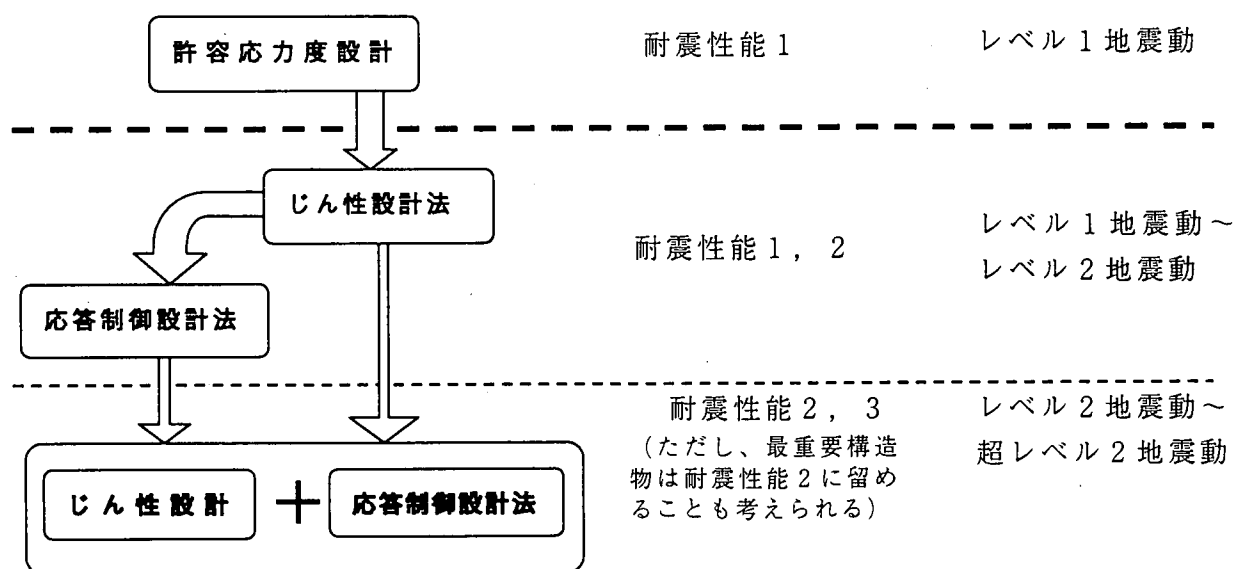 許容応力度設計
耐震性能1
レベル1地震動
じん性設計法
耐震性能1，2
レベル1地震動～
レベル2地震動
応答制御設計法
耐震性能2，3
（ただし、最重要構造
物は耐震性能2に留め
ることも考えられる）
レベル2地震動～
超レベル2地震動
じん性設計
＋
応答制御設計法